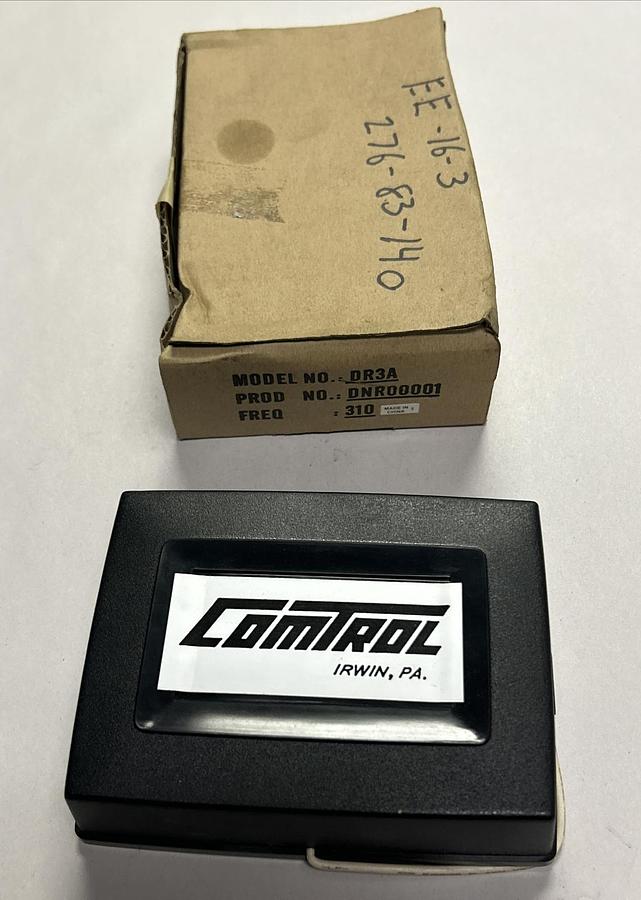 EE-16-3
276-83-140
MODEL NO.: DR3A
PROD NO.: DNR00001
FREQ : 310
MADE IN
CHINA
COMTROL
IRWIN, PA.